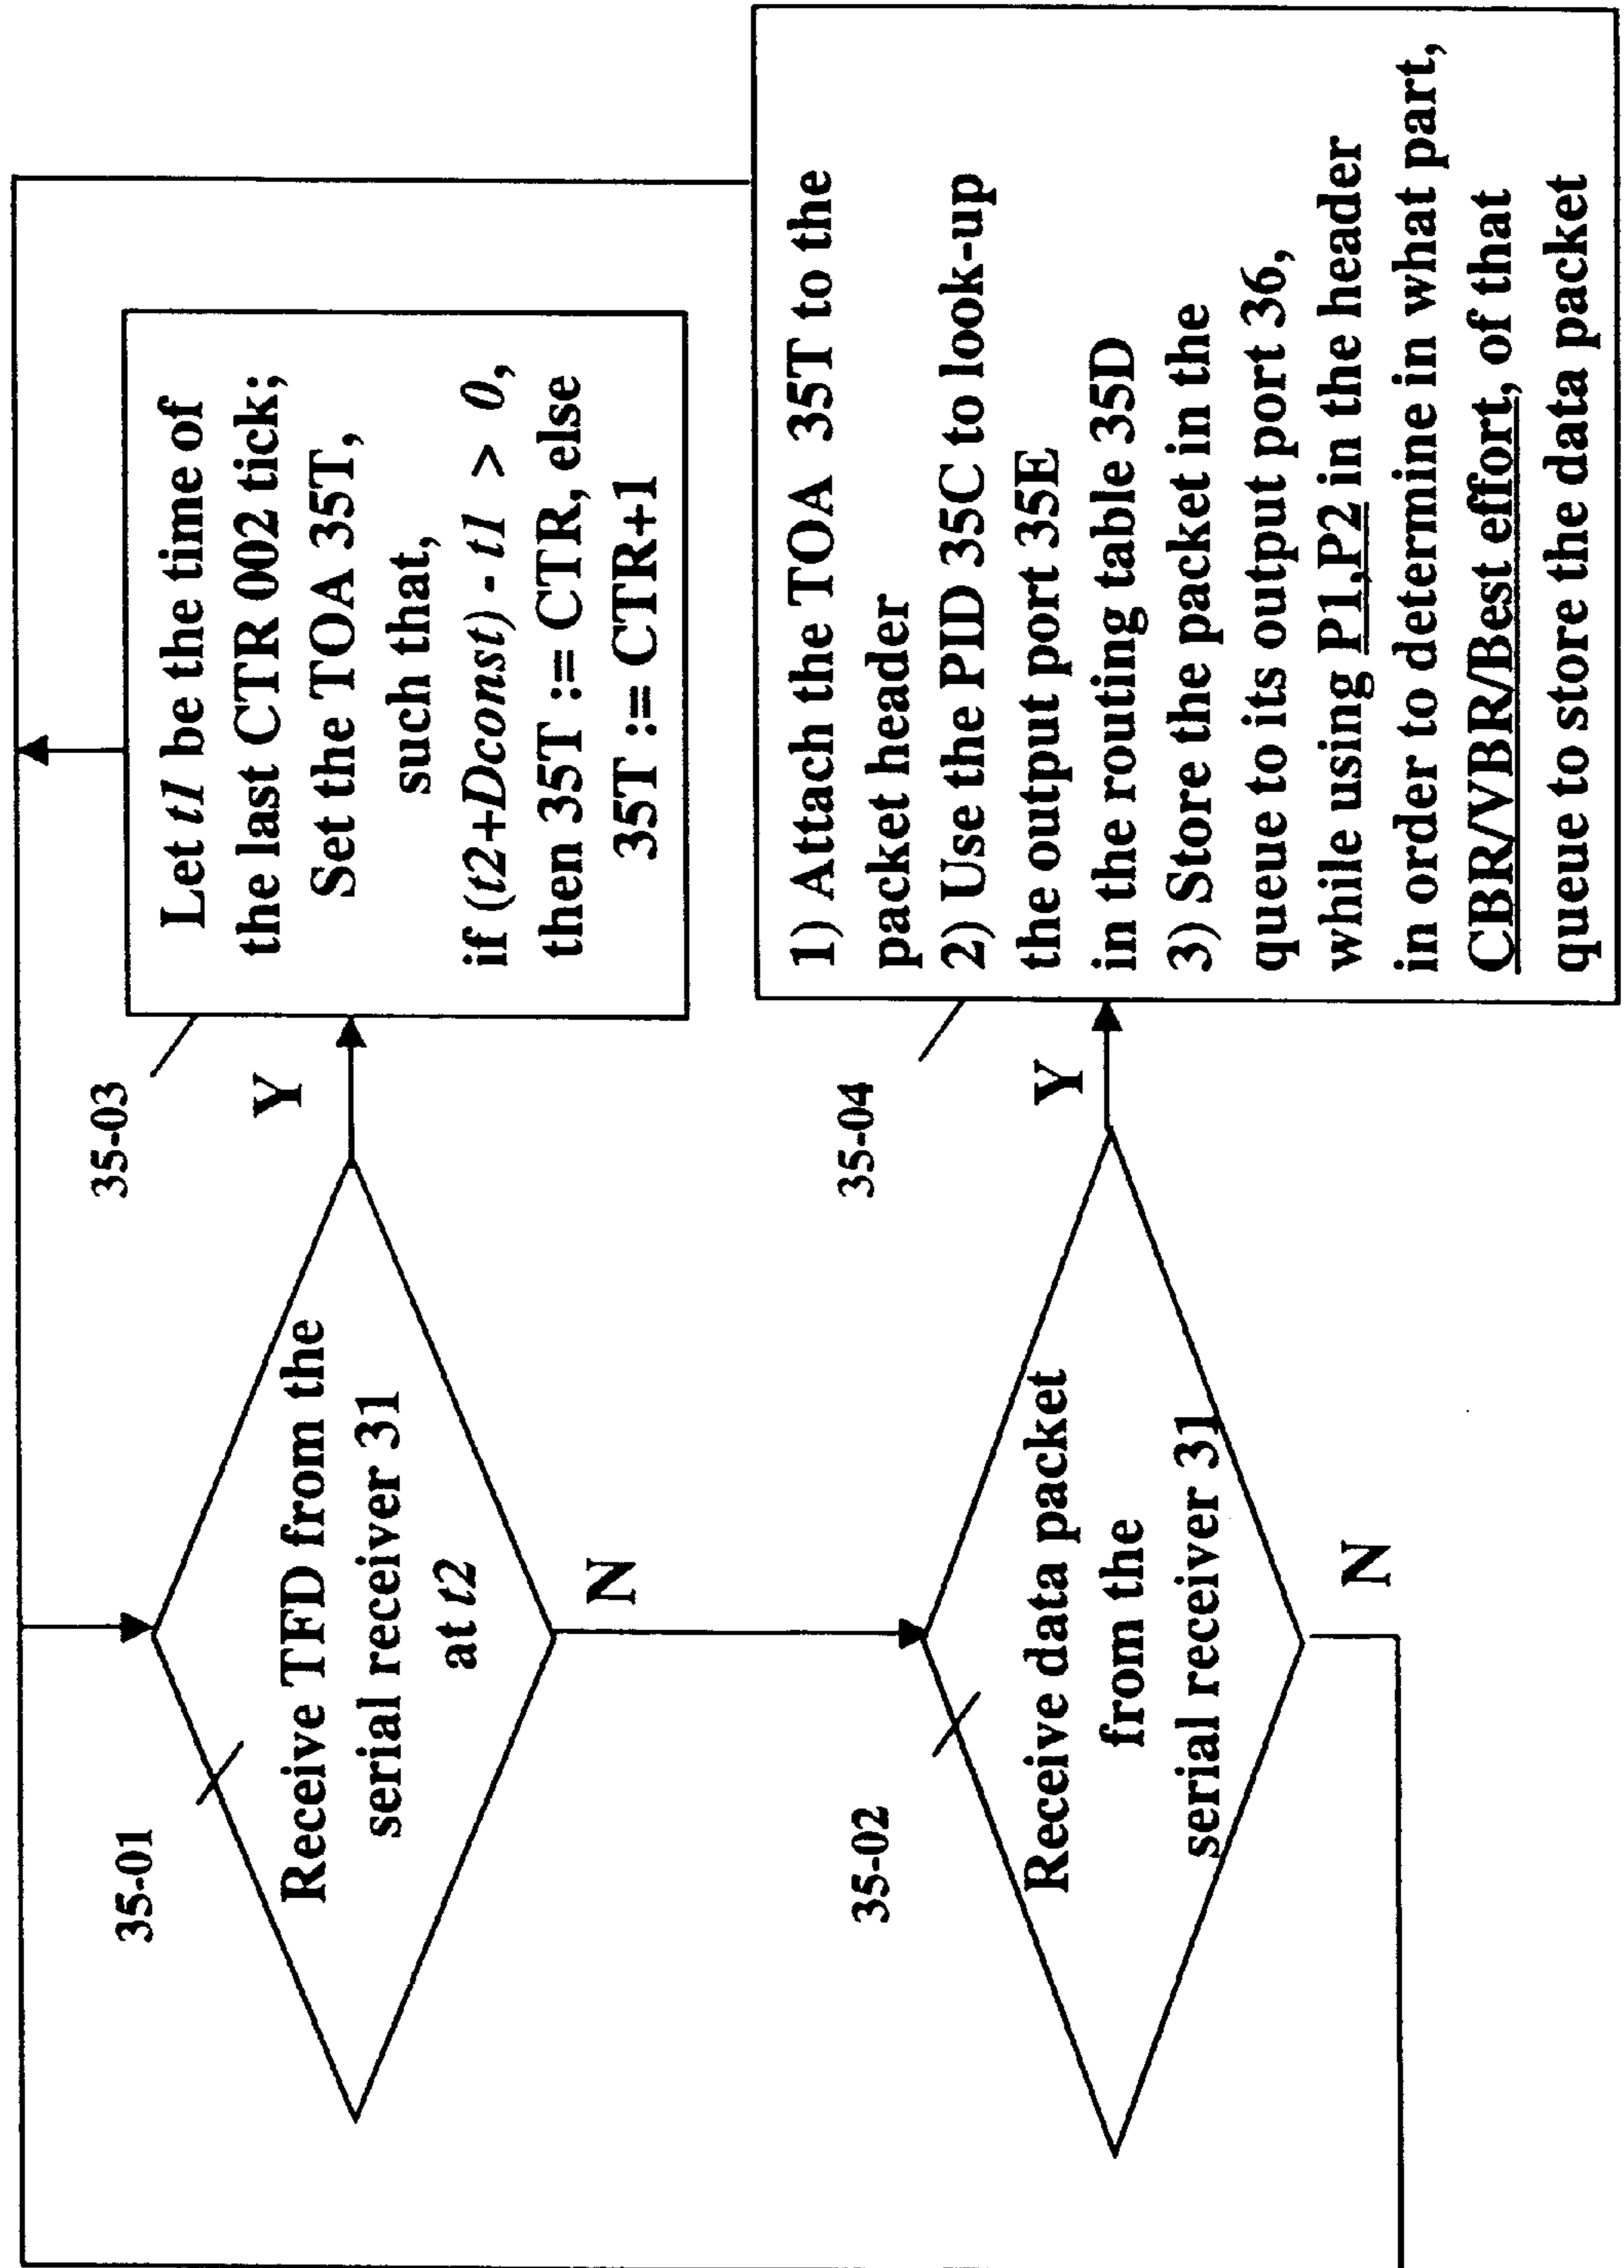 35-01
Receive TFD from the
serial receiver 31
at t2
Y
N
35-03
Let t1 be the time of
the last CTR 002 tick;
Set the TOA 35T,
such that,
if (t2+Dconst) - t1 > 0,
then 35T := CTR, else
35T := CTR+1
35-02
Receive data packet
from the
serial receiver 31
Y
N
35-04
1) Attach the TOA 35T to the
packet header
2) Use the PID 35C to look-up
the output port 35E
in the routing table 35D
3) Store the packet in the
queue to its output port 36,
while using P1,P2 in the header
in order to determine in what part,
CBR/VBR/Best effort, of that
queue to store the data packet